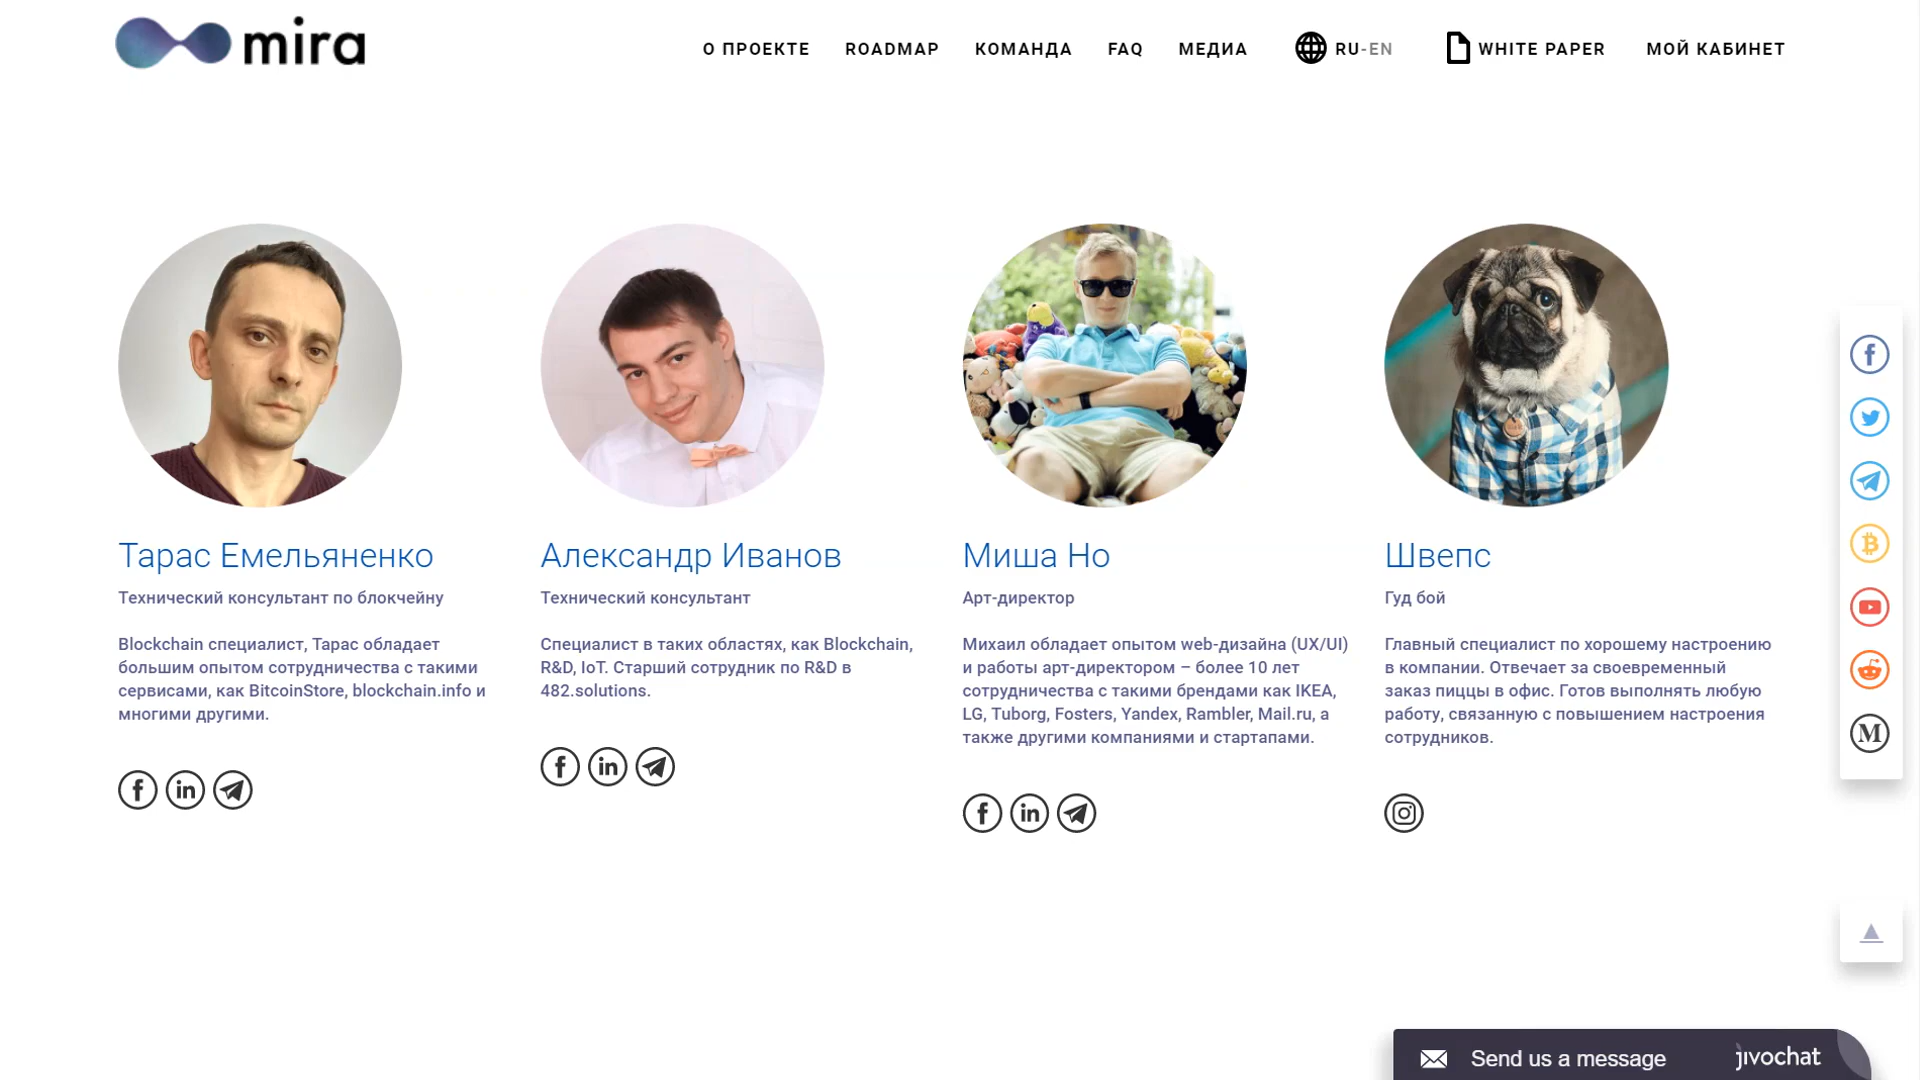 mira
О ПРОЕКТЕ ROADMAP КОМАНДА FAQ МЕДИА RU-EN WHITE PAPER МОЙ КАБИНЕТ
Тарас Емельяненко
Технический консультант по блокчейну
Blockchain специалист, Тарас обладает
большим опытом сотрудничества с такими
сервисами, как BitcoinStore, blockchain.info и
многими другими.
Александр Иванов
Технический консультант
Специалист в таких областях, как Blockchain,
R&D, IoT. Старший сотрудник по R&D в
482.solutions.
Миша Но
Арт-директор
Михаил обладает опытом web-дизайна (UX/UI)
и работы арт-директором – более 10 лет
сотрудничества с такими брендами как IKEA,
LG, Tuborg, Fosters, Yandex, Rambler, Mail.ru, а
также другими компаниями и стартапами.
Швепс
Гуд бой
Главный специалист по хорошему настроению
в компании. Отвечает за своевременный
заказ пиццы в офис. Готов выполнять любую
работу, связанную с повышением настроения
сотрудников.
Send us a message jivochat